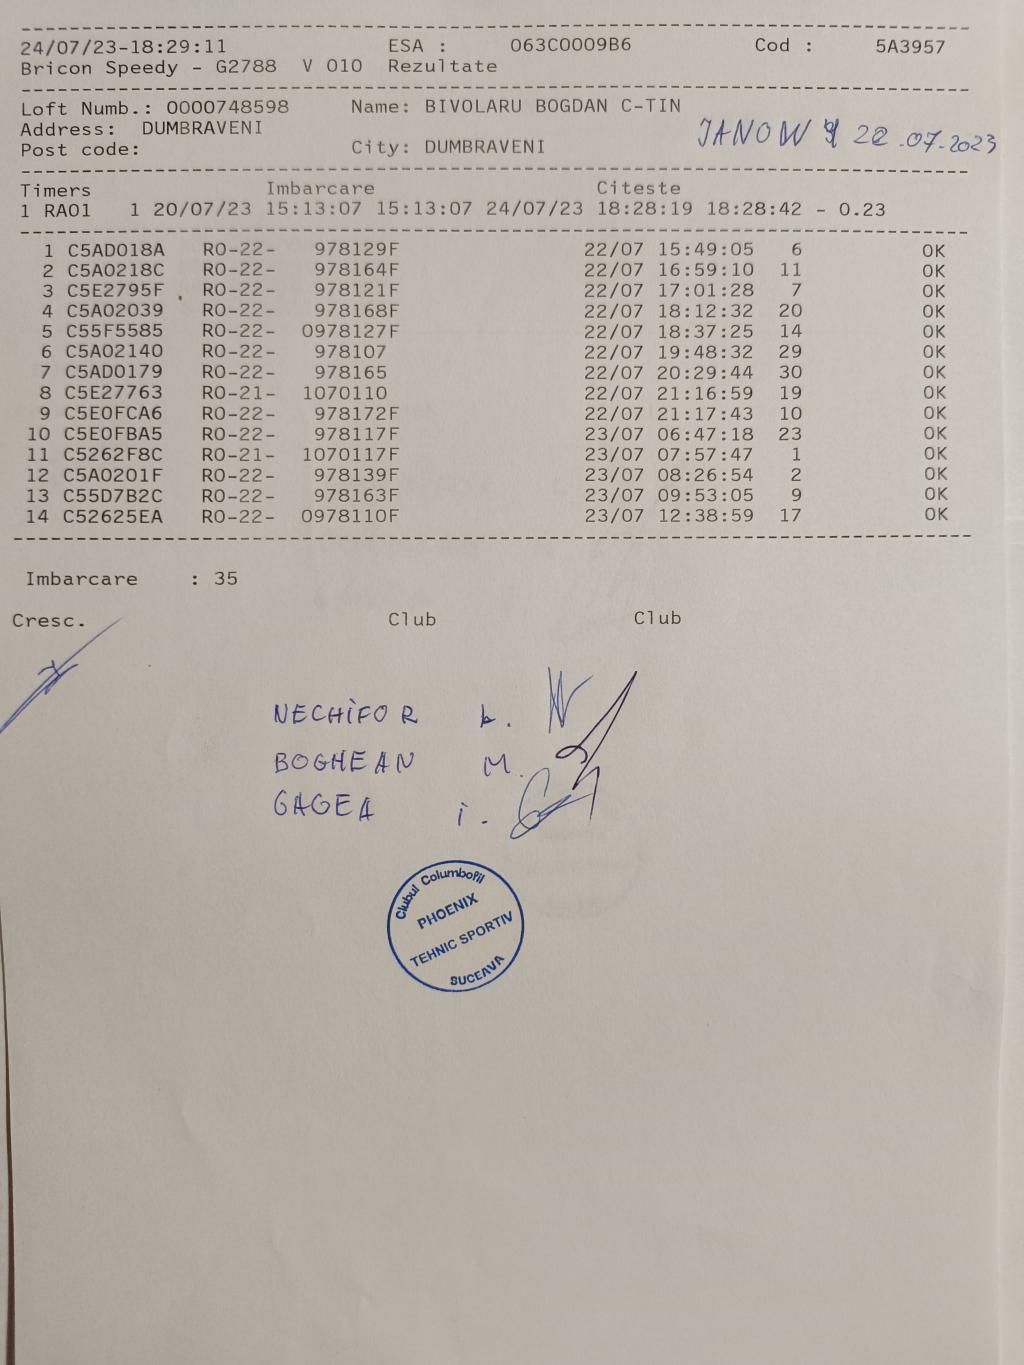 24/07/23-18:29:11 ESA : 063C0009B6 Cod : 5A3957
Bricon Speedy - G2788 V 010 Rezultate
Loft Numb.: 0000748598 Name: BIVOLARU BOGDAN C-TIN
Address: DUMBRAVENI
JANOW 22.07.2023
Post code: City: DUMBRAVENI
Timers Imbarcare Citeste
1 RA01 1 20/07/23 15:13:07 15:13:07 24/07/23 18:28:19 18:28:42 - 0.23
1 C5AD018A RO-22- 978129F 22/07 15:49:05 6 OK
2 C5A0218C RO-22- 978164F 22/07 16:59:10 11 OK
3 C5E2795F RO-22- 978121F 22/07 17:01:28 7 OK
4 C5A02039 RO-22- 978168F 22/07 18:12:32 20 OK
5 C55F5585 RO-22- 0978127F 22/07 18:37:25 14 OK
6 C5A02140 RO-22- 978107 22/07 19:48:32 29 OK
7 C5AD0179 RO-22- 978165 22/07 20:29:44 30 OK
8 C5E27763 RO-21- 1070110 22/07 21:16:59 19 OK
9 C5E0FCA6 RO-22- 978172F 22/07 21:17:43 10 OK
10 C5E0FBA5 RO-22- 978117F 23/07 06:47:18 23 OK
11 C5262F8C RO-21- 1070117F 23/07 07:57:47 1 OK
12 C5A0201F RO-22- 978139F 23/07 08:26:54 2 OK
13 C55D7B2C RO-22- 978163F 23/07 09:53:05 9 OK
14 C52625EA RO-22- 0978110F 23/07 12:38:59 17 OK
Imbarcare : 35
Cresc. Club Club
NECHIFOR
BOGHEAN M.
GAGEA i.
Clubul Columbofil
PHOENIX
TEHNIC SPORTIV
SUCEAVA